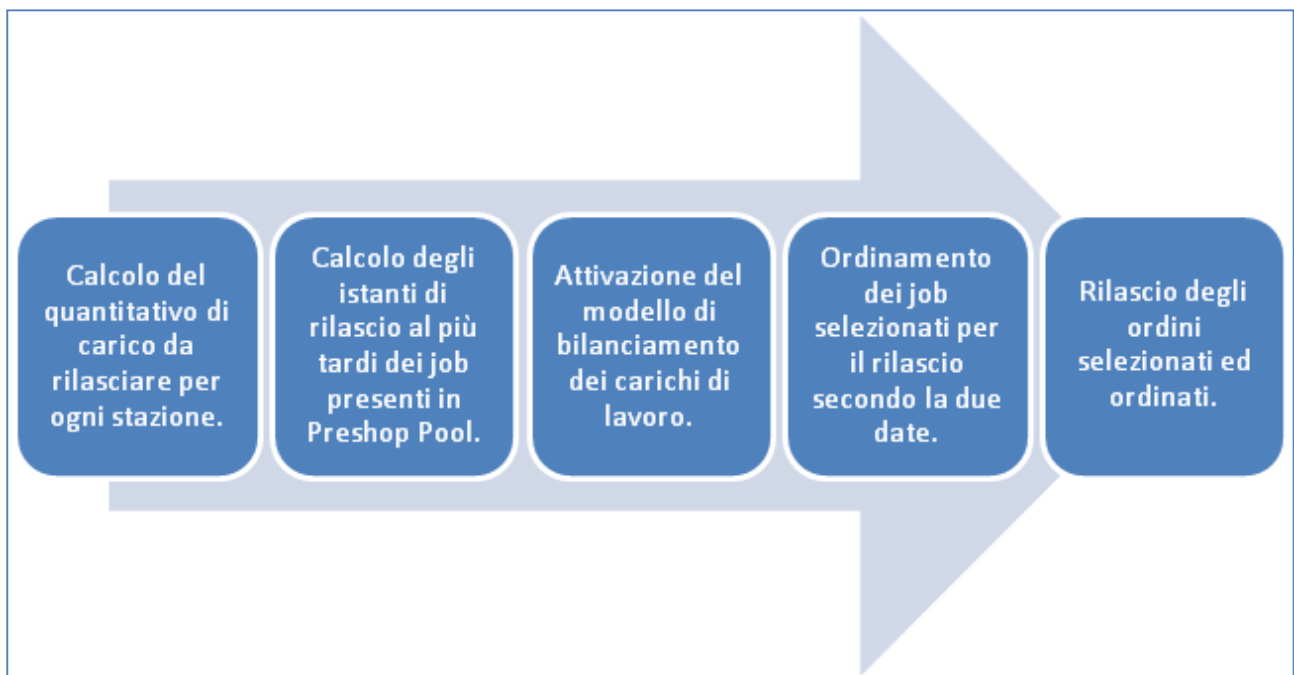 Calcolo del
quantitativo di
carico da
rilasciare per
ogni stazione.
Calcolo degli
istanti di
rilascio al più
tardi dei job
presenti in
Preshop Pool.
Attivazione del
modello di
bilanciamento
dei carichi di
lavoro.
Ordinamento
dei job
selezionati per
il rilascio
secondo la due
date.
Rilascio degli
ordini
selezionati ed
ordinati.